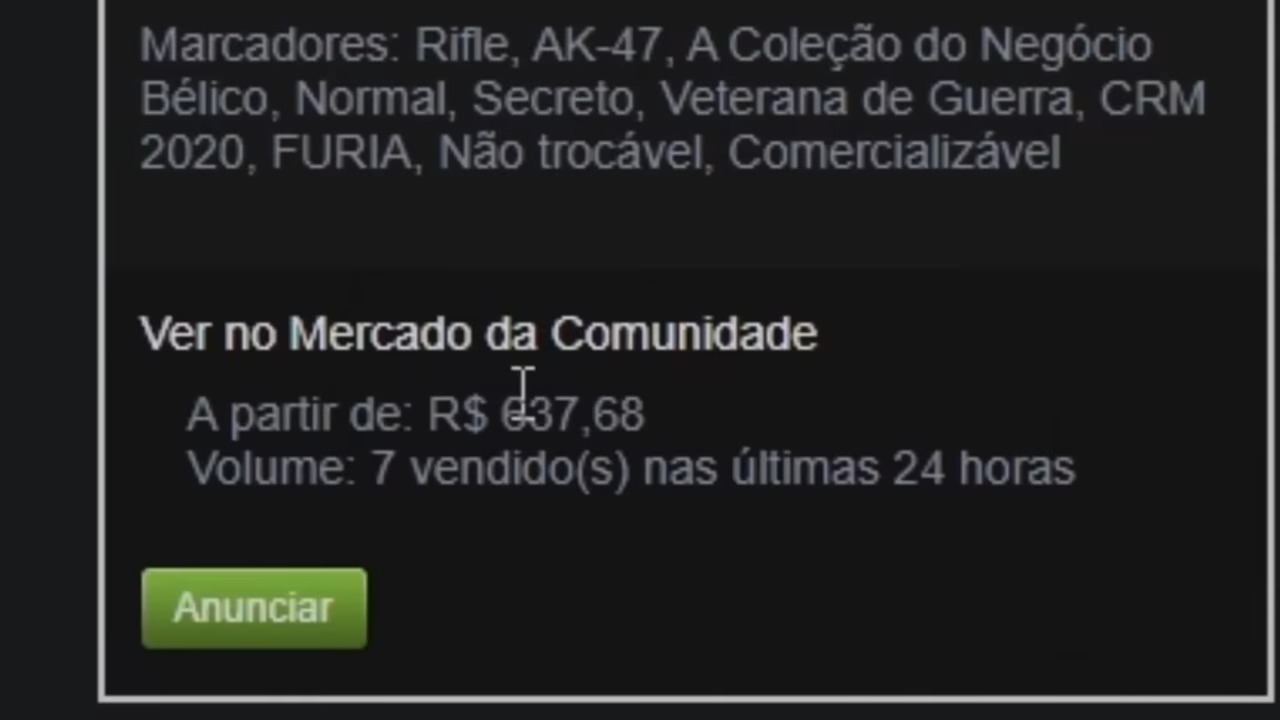 Marcadores: Rifle, AK-47, A Coleção do Negócio
Bélico, Normal, Secreto, Veterana de Guerra, CRM
2020, FURIA, Não trocável, Comercializável
Ver no Mercado da Comunidade
A partir de: R$ 637,68
Volume: 7 vendido(s) nas últimas 24 horas
Anunciar